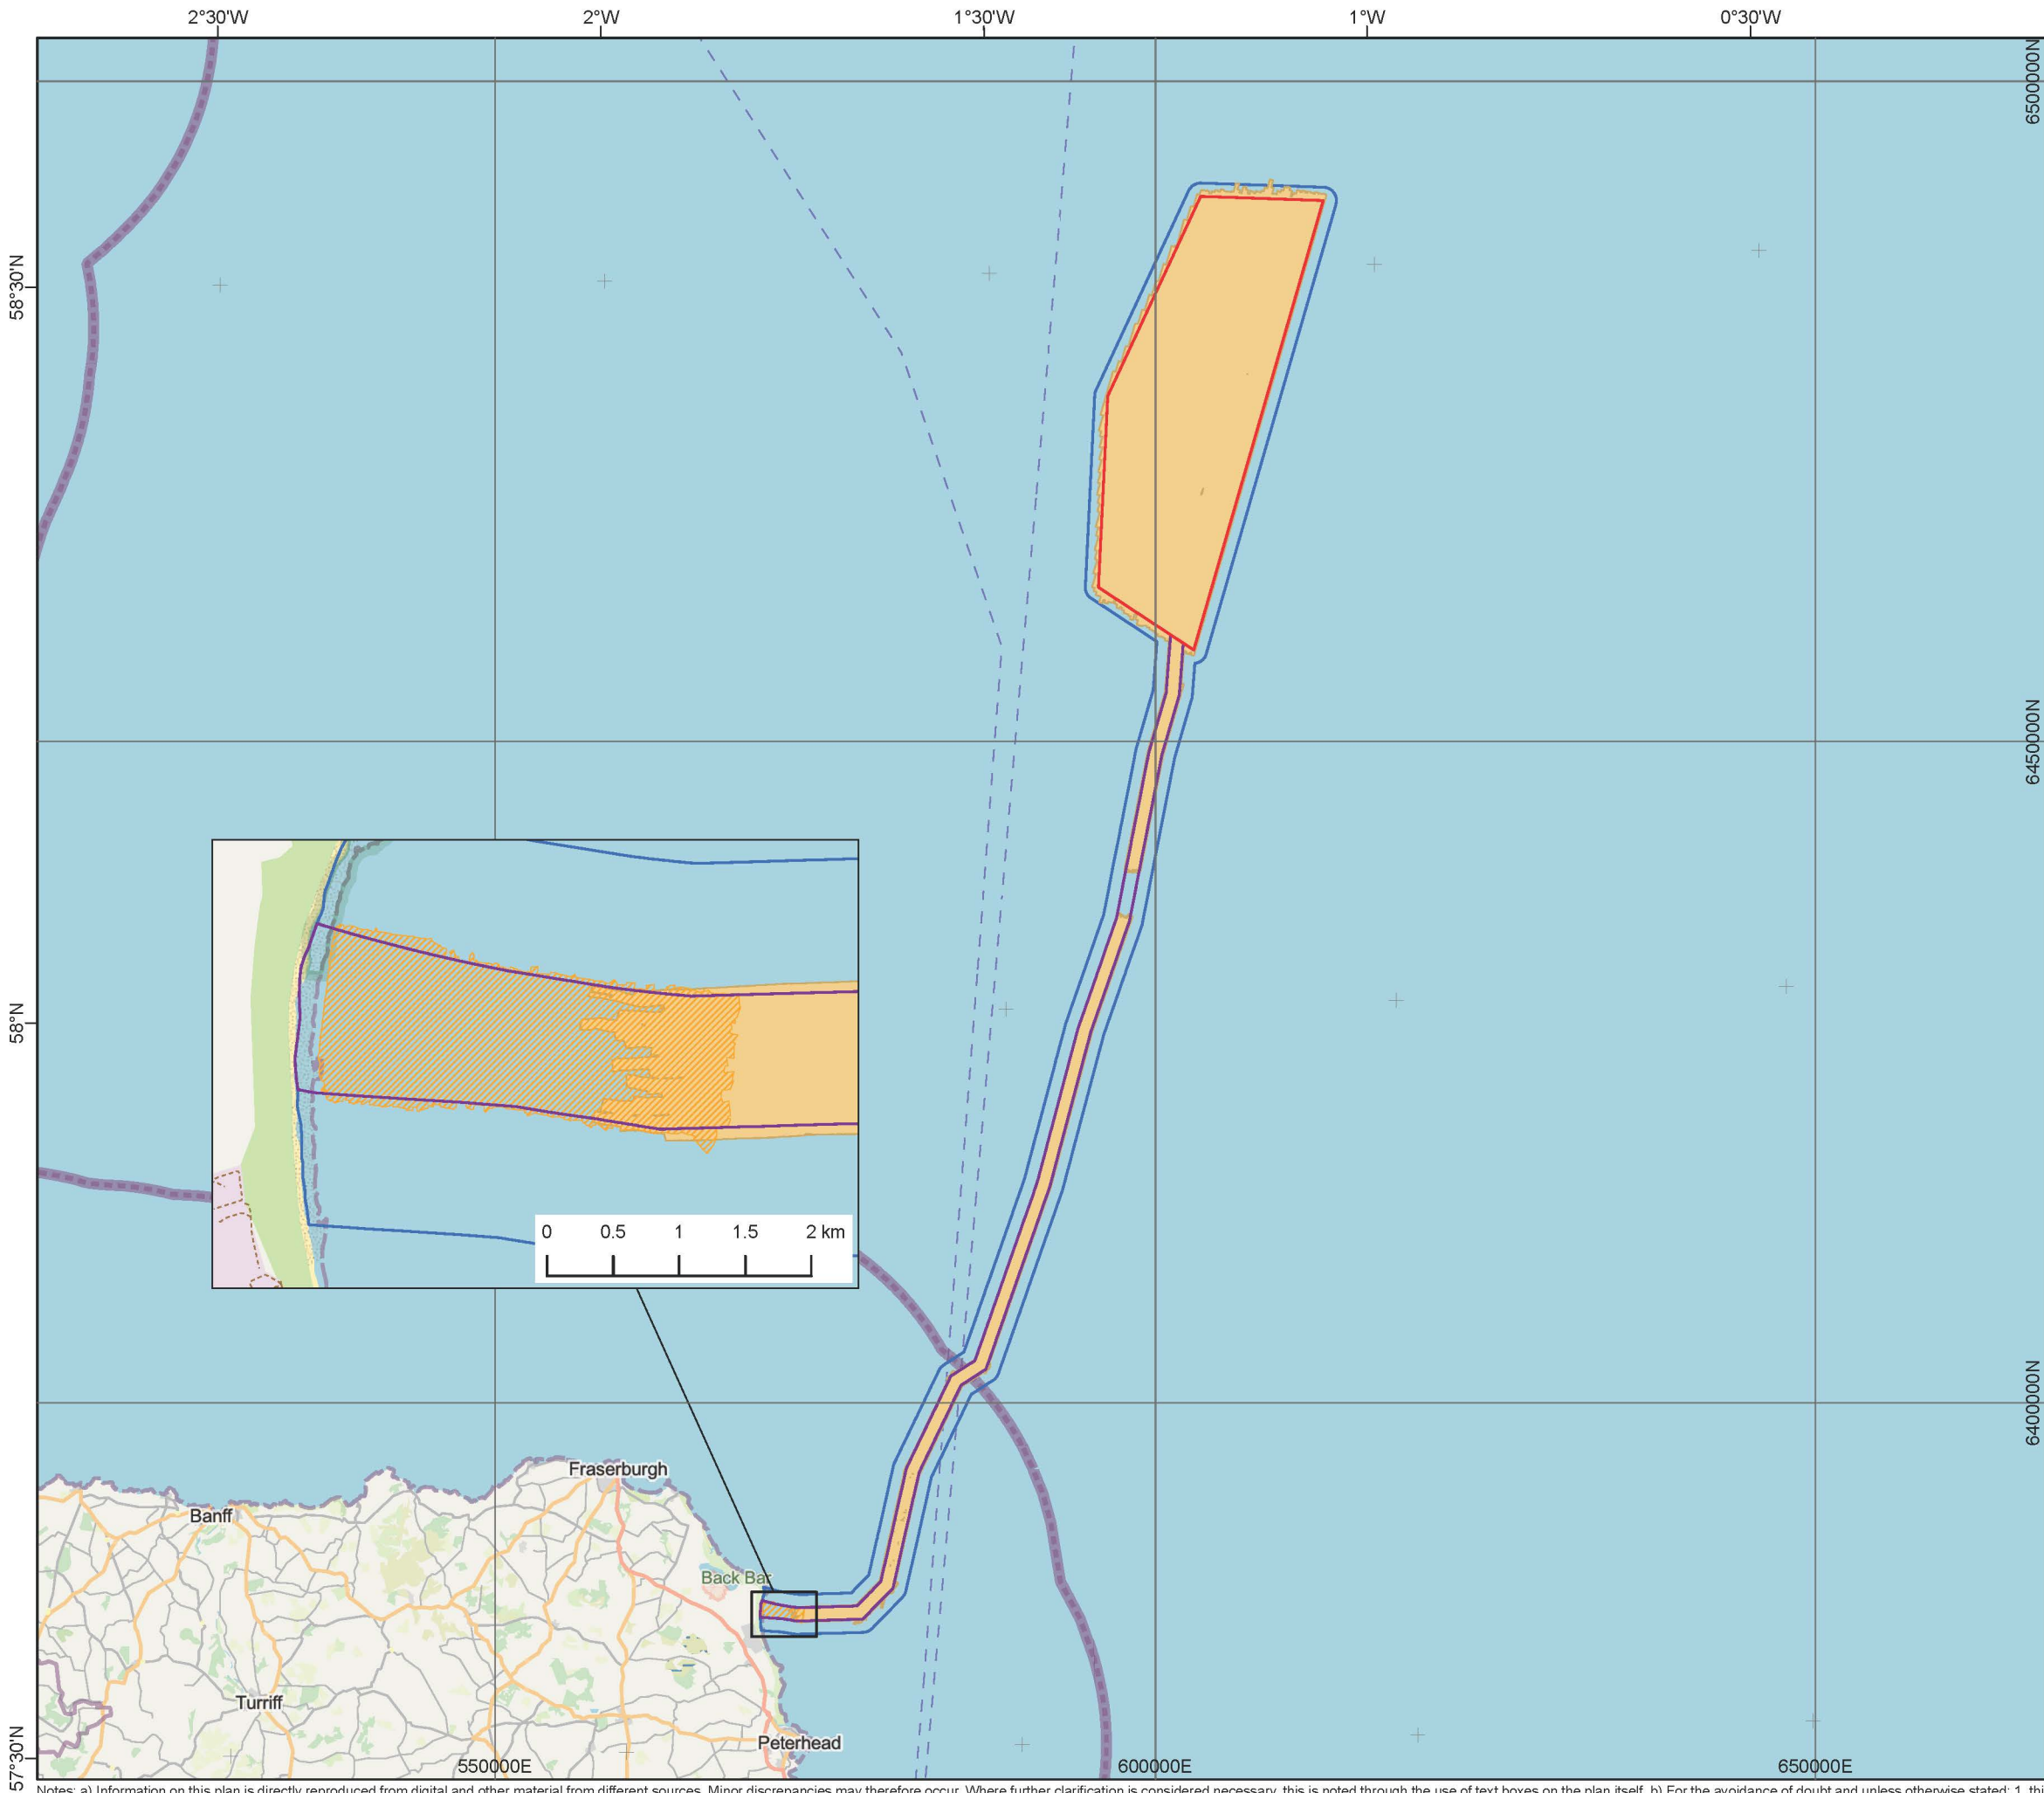 2°30'W
2°W
1°30'W
1°W
0°30'W
6500000N
58°30'N
6450000N
58°N
0 0.5 1 1.5 2 km
6400000N
Fraserburgh
Banff
Back Bar
Turriff
Peterhead
57°30'N
550000E
600000E
650000E
Notes: a) Information on this plan is directly reproduced from digital and other material from different sources. Minor discrepancies may therefore occur. Where further clarification is considered necessary, this is noted through the use of text boxes on the plan itself. b) For the avoidance of doubt and unless otherwise stated: 1. thi